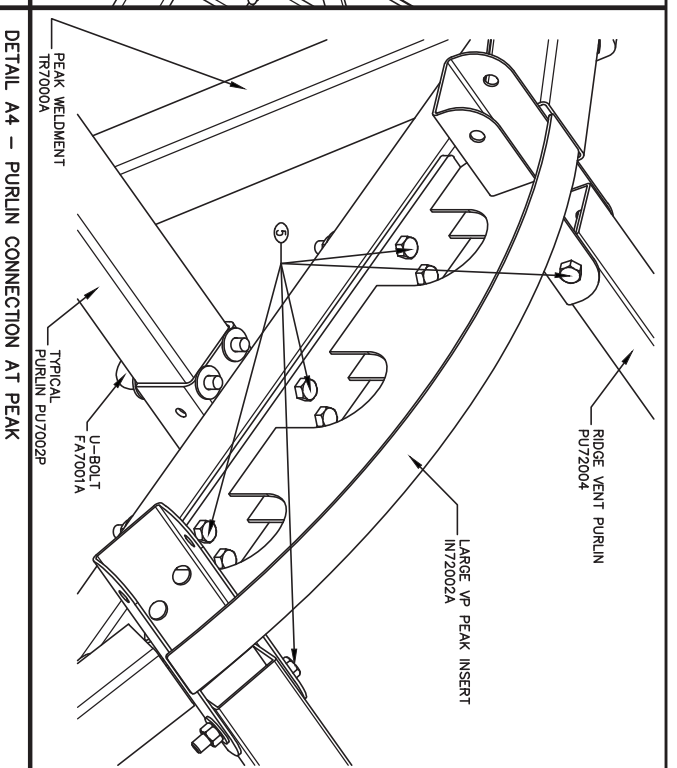 RIDGE VENT PURLIN
PU72004
LARGE VP PEAK INSERT
IN72002A
5
PEAK WELDMENT
TR7000A
U-BOLT
FA7001A
TYPICAL
PURLIN PU7002P
DETAIL A4 - PURLIN CONNECTION AT PEAK